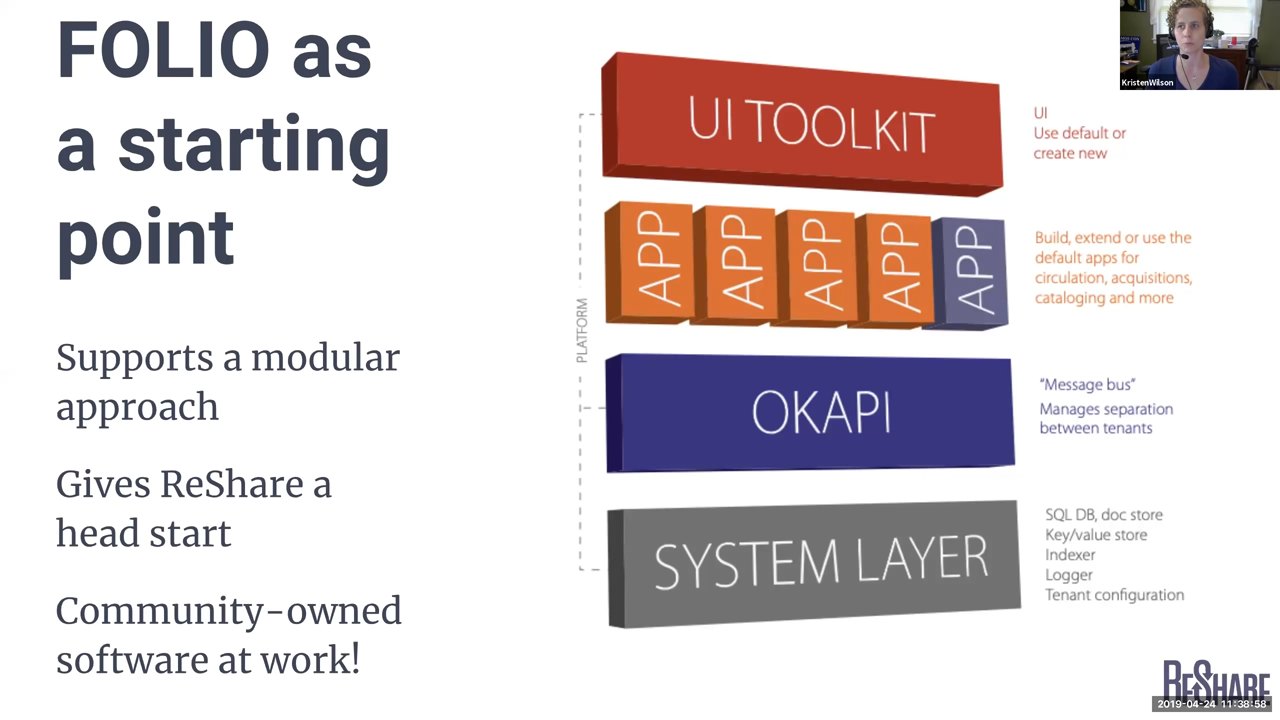 FOLIO as
a starting
point
Supports a modular
approach
Gives ReShare a
head start
Community-owned
software at work!
PLATFORM
UI TOOLKIT
UI
Use default or
create new
APP APP APP APP APP
Build, extend or use the
default apps for
circulation, acquisitions,
cataloging and more
OKAPI
“Message bus”
Manages separation
between tenants
SYSTEM LAYER
SQL DB, doc store
Key/value store
Indexer
Logger
Tenant configuration
KristenWilson
RESHARE
2019-04-24 11:38:58